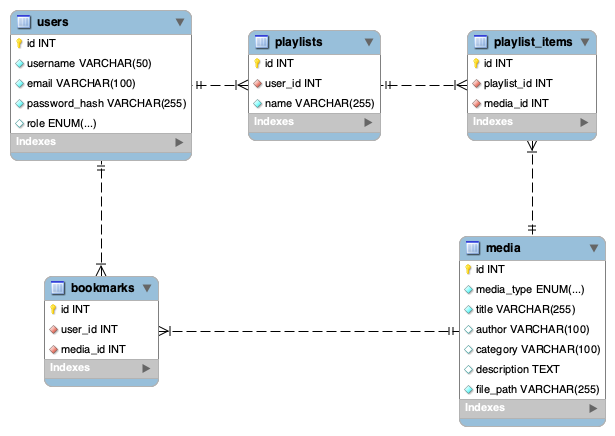 users
id INT
username VARCHAR(50)
email VARCHAR(100)
password_hash VARCHAR(255)
role ENUM(...)
Indexes
playlists
id INT
user_id INT
name VARCHAR(255)
Indexes
playlist_items
id INT
playlist_id INT
media_id INT
Indexes
bookmarks
id INT
user_id INT
media_id INT
Indexes
media
id INT
media_type ENUM(...)
title VARCHAR(255)
author VARCHAR(100)
category VARCHAR(100)
description TEXT
file_path VARCHAR(255)
Indexes